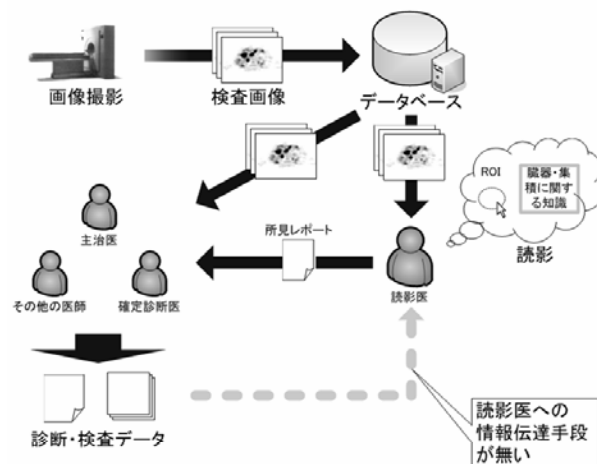 画像撮影
検査画像
データベース
ROI
臓器・集
積に関す
る知識
読影
主治医
所見レポート
その他の医師
確定診断医
読影医
診断・検査データ
読影医への
情報伝達手段
が無い